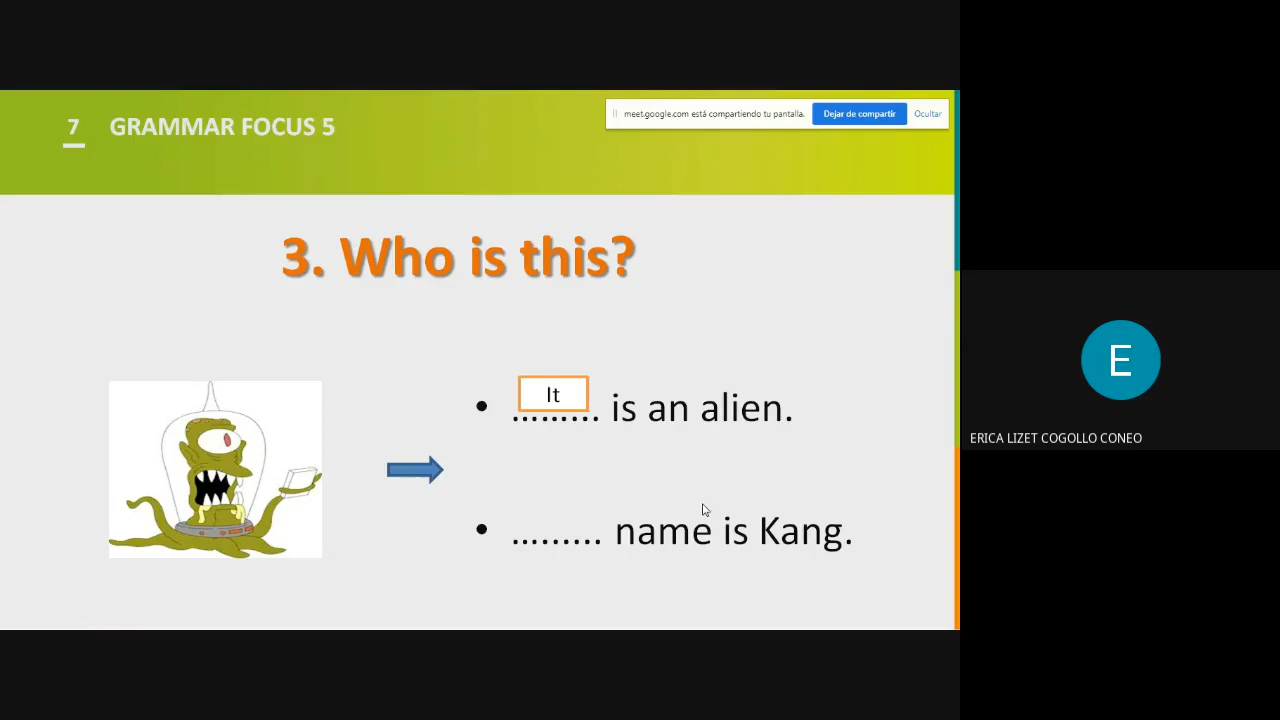 7 GRAMMAR FOCUS 5
meet.google.com está compartiendo tu pantalla. Dejar de compartir Ocultar
3. Who is this?
• It ......... is an alien.
• ......... name is Kang.
E
ERICA LIZET COGOLLO CONEO